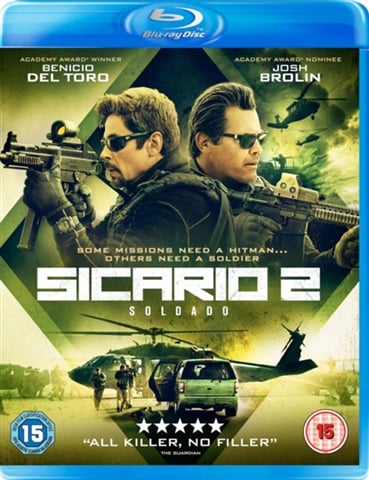 Blu-ray Disc
ACADEMY AWARD® WINNER
BENICIO
DEL TORO
ACADEMY AWARD® NOMINEE
JOSH
BROLIN
SOME MISSIONS NEED A HITMAN...
OTHERS NEED A SOLDIER
SICARIO 2
SOLDADO
★★★★★
"ALL KILLER, NO FILLER"
THE GUARDIAN
15
15